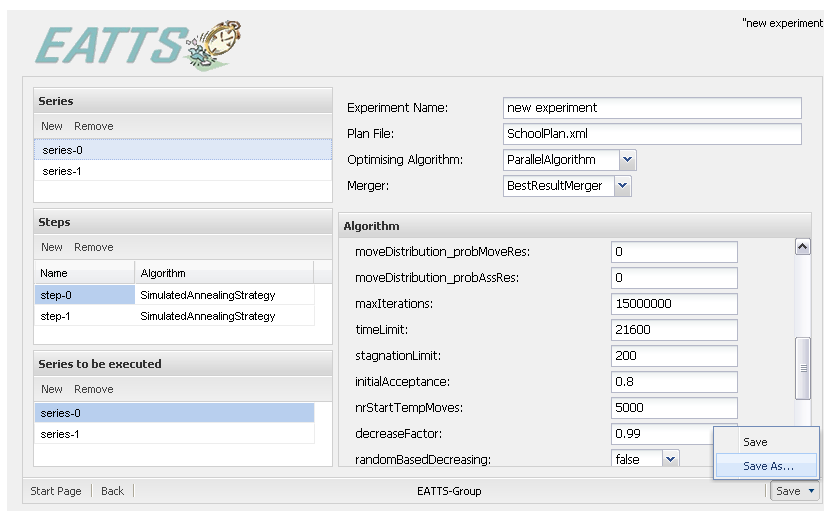 "new experiment
EATTS
Series
New Remove
series-0
series-1
Experiment Name: new experiment
Plan File: SchoolPlan.xml
Optimising Algorithm: ParallelAlgorithm
Merger: BestResultMerger
Steps
New Remove
Name Algorithm
step-0 SimulatedAnnealingStrategy
step-1 SimulatedAnnealingStrategy
Series to be executed
New Remove
series-0
series-1
Algorithm
moveDistribution_probMoveRes: 0
moveDistribution_probAssRes: 0
maxIterations: 15000000
timeLimit: 21600
stagnationLimit: 200
initialAcceptance: 0.8
nrStartTempMoves: 5000
decreaseFactor: 0.99
randomBasedDecreasing: false
Save
Save As...
Start Page Back EATTS-Group Save